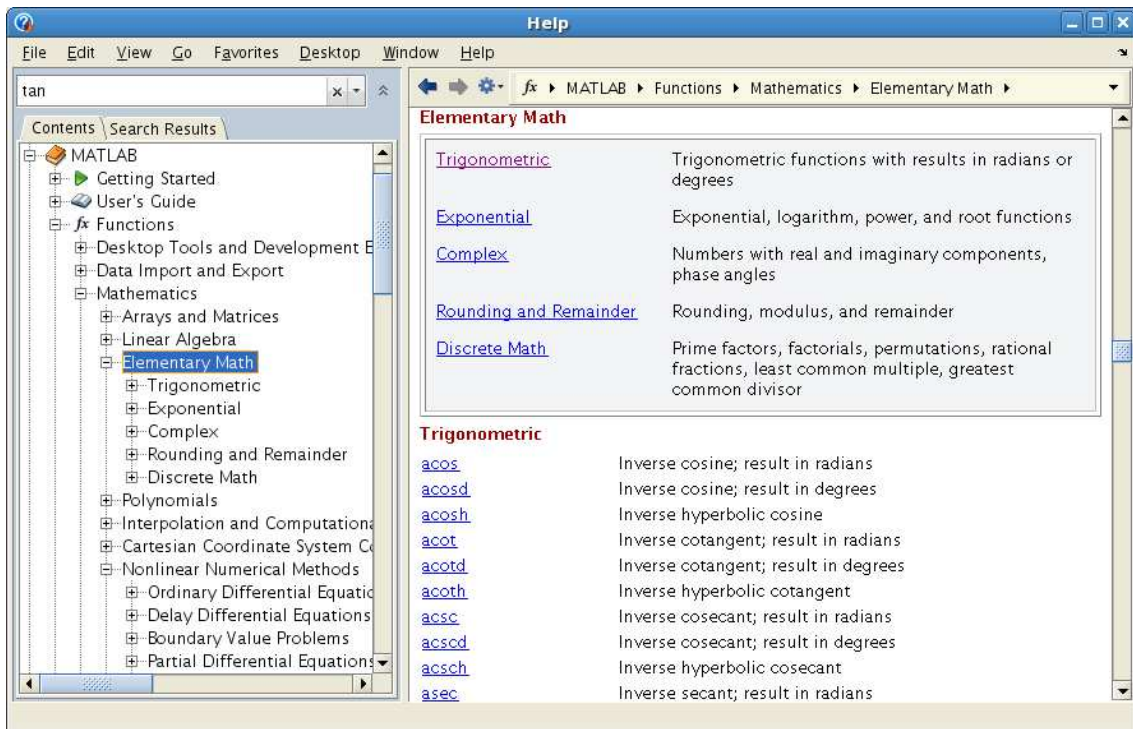 Help
File Edit View Go Favorites Desktop Window Help
tan
Contents Search Results
MATLAB
Getting Started
User's Guide
fx Functions
Desktop Tools and Development E
Data Import and Export
Mathematics
Arrays and Matrices
Linear Algebra
Elementary Math
Trigonometric
Exponential
Complex
Rounding and Remainder
Discrete Math
Polynomials
Interpolation and Computationa
Cartesian Coordinate System Co
Nonlinear Numerical Methods
Ordinary Differential Equatic
Delay Differential Equations
Boundary Value Problems
Partial Differential Equations
fx MATLAB Functions Mathematics Elementary Math
Elementary Math
Trigonometric Trigonometric functions with results in radians or
degrees
Exponential Exponential, logarithm, power, and root functions
Complex Numbers with real and imaginary components,
phase angles
Rounding and Remainder Rounding, modulus, and remainder
Discrete Math Prime factors, factorials, permutations, rational
fractions, least common multiple, greatest
common divisor
Trigonometric
acos Inverse cosine; result in radians
acosd Inverse cosine; result in degrees
acosh Inverse hyperbolic cosine
acot Inverse cotangent; result in radians
acotd Inverse cotangent; result in degrees
acoth Inverse hyperbolic cotangent
acsc Inverse cosecant; result in radians
acscd Inverse cosecant; result in degrees
acsch Inverse hyperbolic cosecant
asec Inverse secant; result in radians